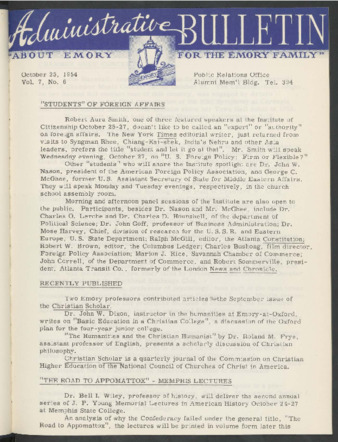 Administrative BULLETIN
"ABOUT EMORY
FOR THE EMORY FAMILY"
October 25, 1954
Public Relations Office
Vol. 7, No. 6
Alumni Mem'l Bldg. Tel. 394
"STUDENTS" OF FOREIGN AFFAIRS
Robert Aura Smith, one of three featured speakers at the Institute of
Citizenship October 25-27, doesn't like to be called an "expert" or "authority"
on foreign affairs. The New York Times editorial writer, just returned from
visits to Syngman Rhee, Chiang-Kai-shek, India's Nehru and other Asia
leaders, prefers the title "student and let it go at that". Mr. Smith will speak
Wednesday evening, October 27, on "U. S. Foreign Policy: Firm or Flexible?"
Other "students" who will share the Institute spotlight are Dr. John W.
Nason, president of the American Foreign Policy Association, and George C.
McGhee, former U.S. Assistant Secretary of State for Middle Eastern Affairs.
They will speak Monday and Tuesday evenings, respectively, in the church
school assembly room.
Morning and afternoon panel sessions of the Institute are also open to
the public. Participants, besides Dr. Nason and Mr. McGhee, include Dr.
Charles O. Lerche and Dr. Charles D. Hounshell, of the department of
Political Science; Dr. John Goff, professor of Business Administration; Dr.
Mose Harvey, Chief, division of research for the U.S.S.R. and Eastern
Europe, U.S. State Department; Ralph McGill, editor, the Atlanta Constitution;
Robert W. Brown, editor, the Columbus Ledger; Charles Bushong, film director,
Foreign Policy Association; Marion J. Rice, Savannah Chamber of Commerce;
John Correll, of the Department of Commerce, and Robert Sommerville, presi-
dent, Atlanta Transit Co., formerly of the London News and Chronicle.
RECENTLY PUBLISHED
Two Emory professors contributed articles to the September issue of
the Christian Scholar.
Dr. John W. Dixon, instructor in the humanities at Emory-at-Oxford,
writes on "Basic Education in a Christian College", a discussion of the Oxford
plan for the four-year junior college.
"The Humanities and the Christian Humanist" by Dr. Roland M. Frye,
assistant professor of English, presents a scholarly discussion of Christian
philosophy.
Christian Scholar is a quarterly journal of the Commission on Christian
Higher Education of the National Council of Churches of Christ in America.
"THE ROAD TO APPOMATTOX" - MEMPHIS LECTURES
Dr. Bell I. Wiley, professor of history, will deliver the second annual
series of J. P. Young Memorial Lectures in American History October 25-27
at Memphis State College.
An analysis of why the Confederacy failed under the general title, "The
Road to Appomattox", the lectures will be printed in volume form later this